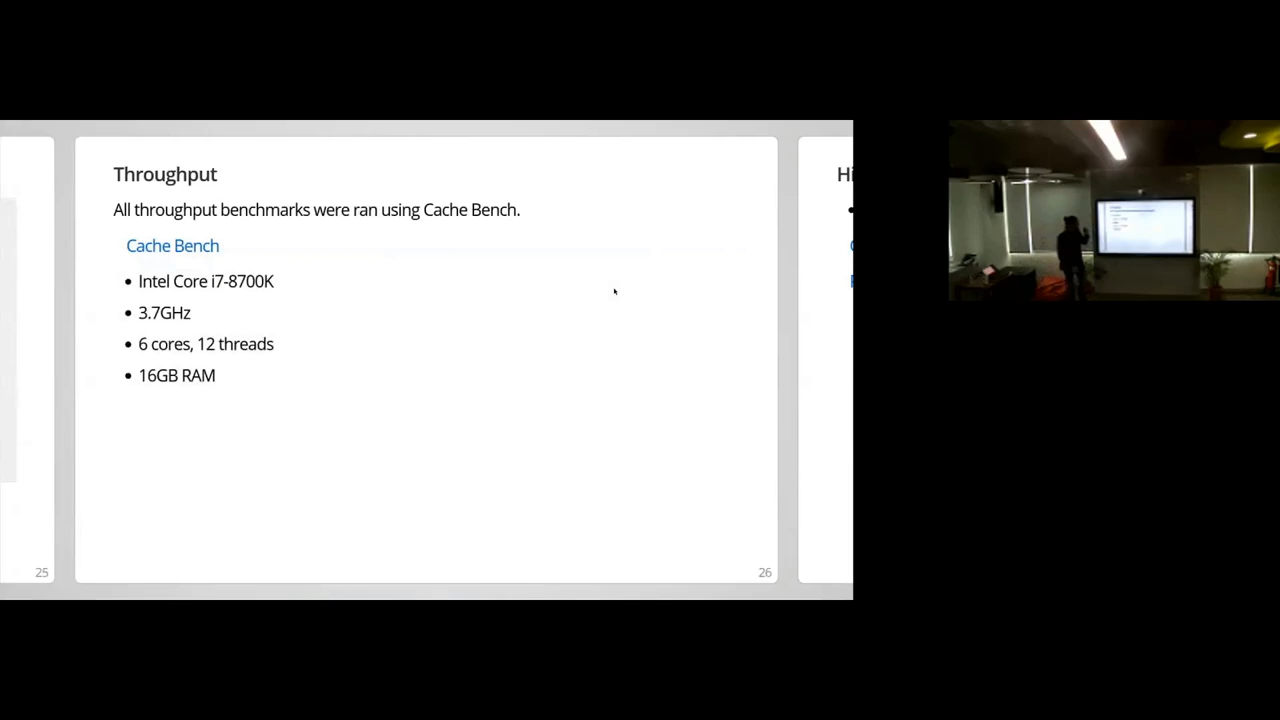 Throughput
All throughput benchmarks were ran using Cache Bench.
Cache Bench
• Intel Core i7-8700K
• 3.7GHz
• 6 cores, 12 threads
• 16GB RAM
25
26
Hi